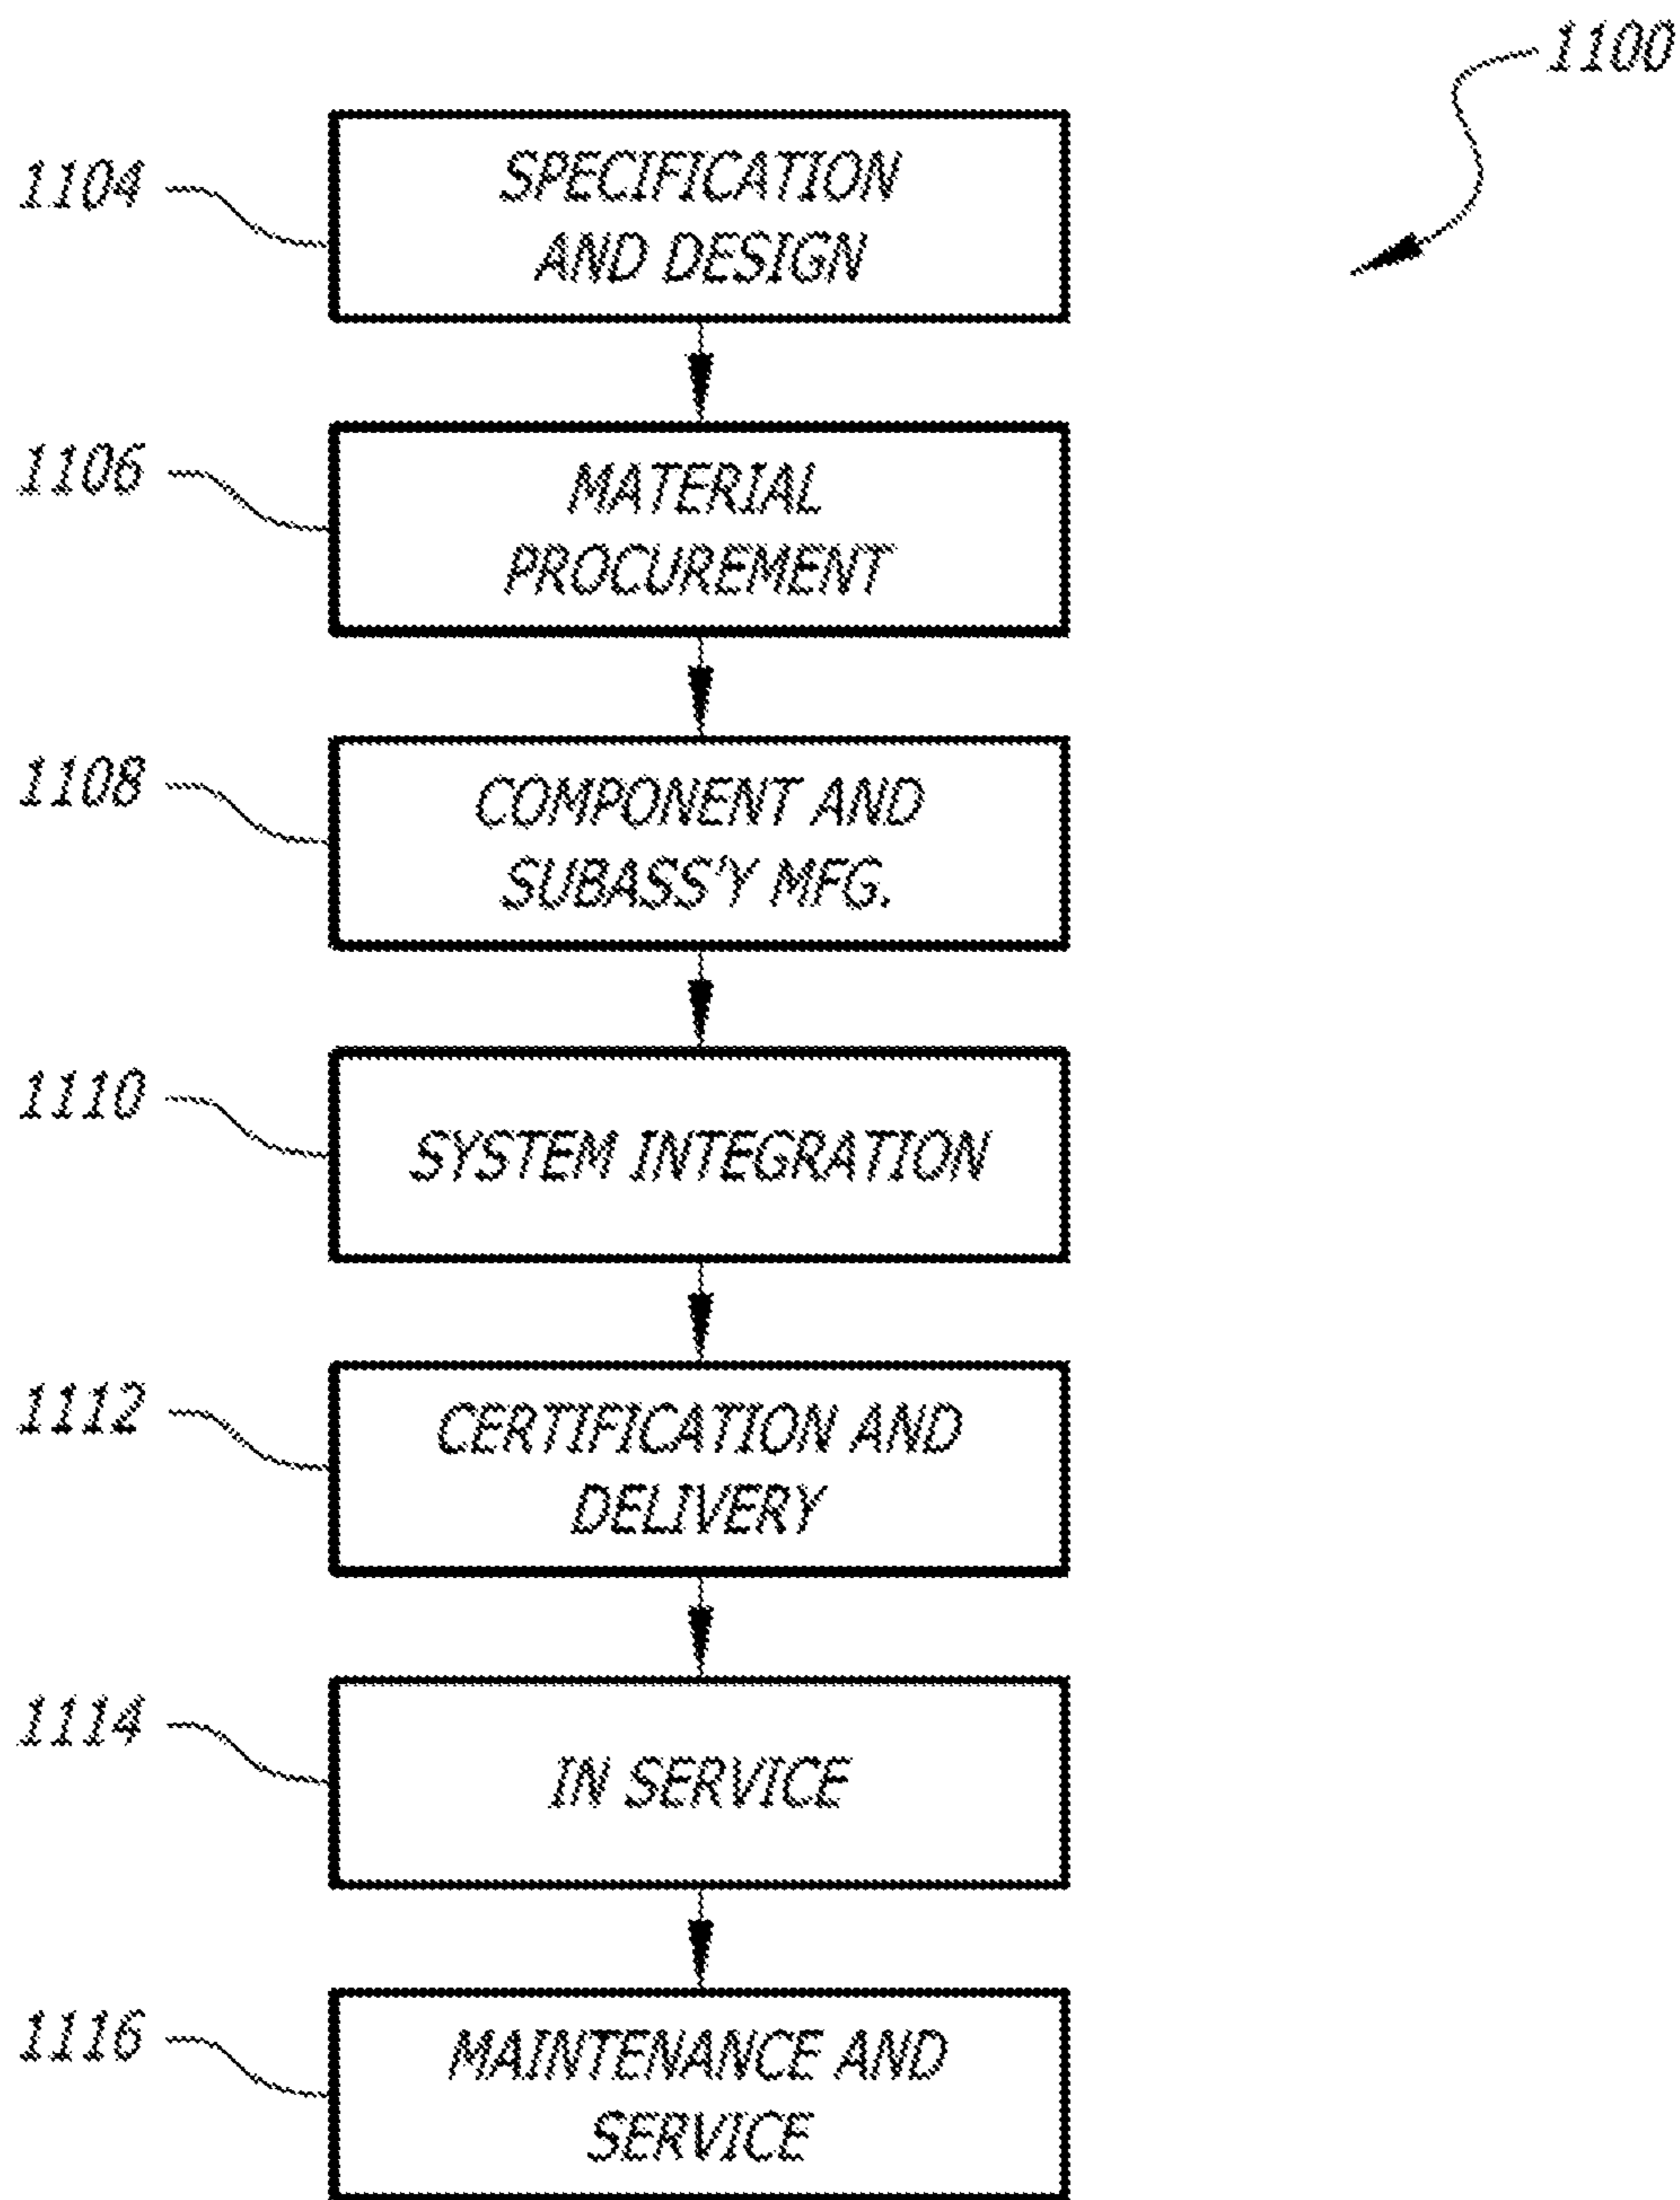 1100
1104
SPECIFICATION
AND DESIGN
1106
MATERIAL
PROCUREMENT
1108
COMPONENT AND
SUBASS'Y MFG.
1110
SYSTEM INTEGRATION
1112
CERTIFICATION AND
DELIVERY
1114
IN SERVICE
1116
MAINTENANCE AND
SERVICE